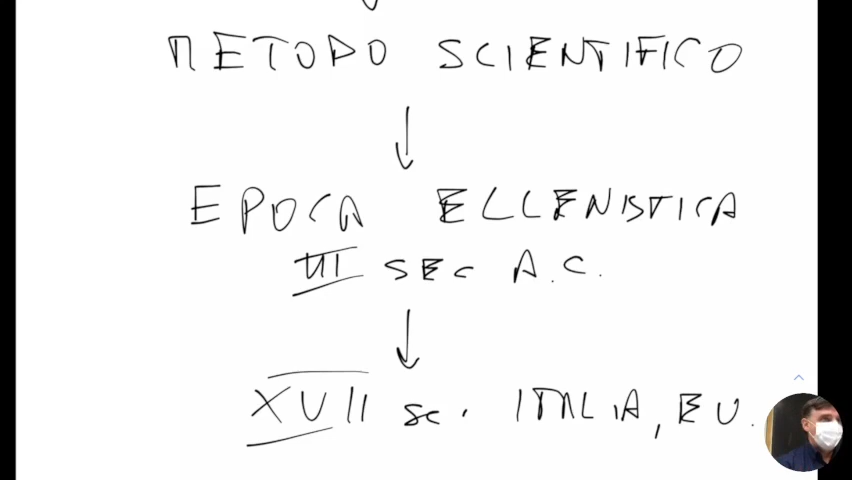 METODO SCIENTIFICO
EPOCA ELLENISTICA
III SEC A.C.
XVII sec. ITALIA, EU.